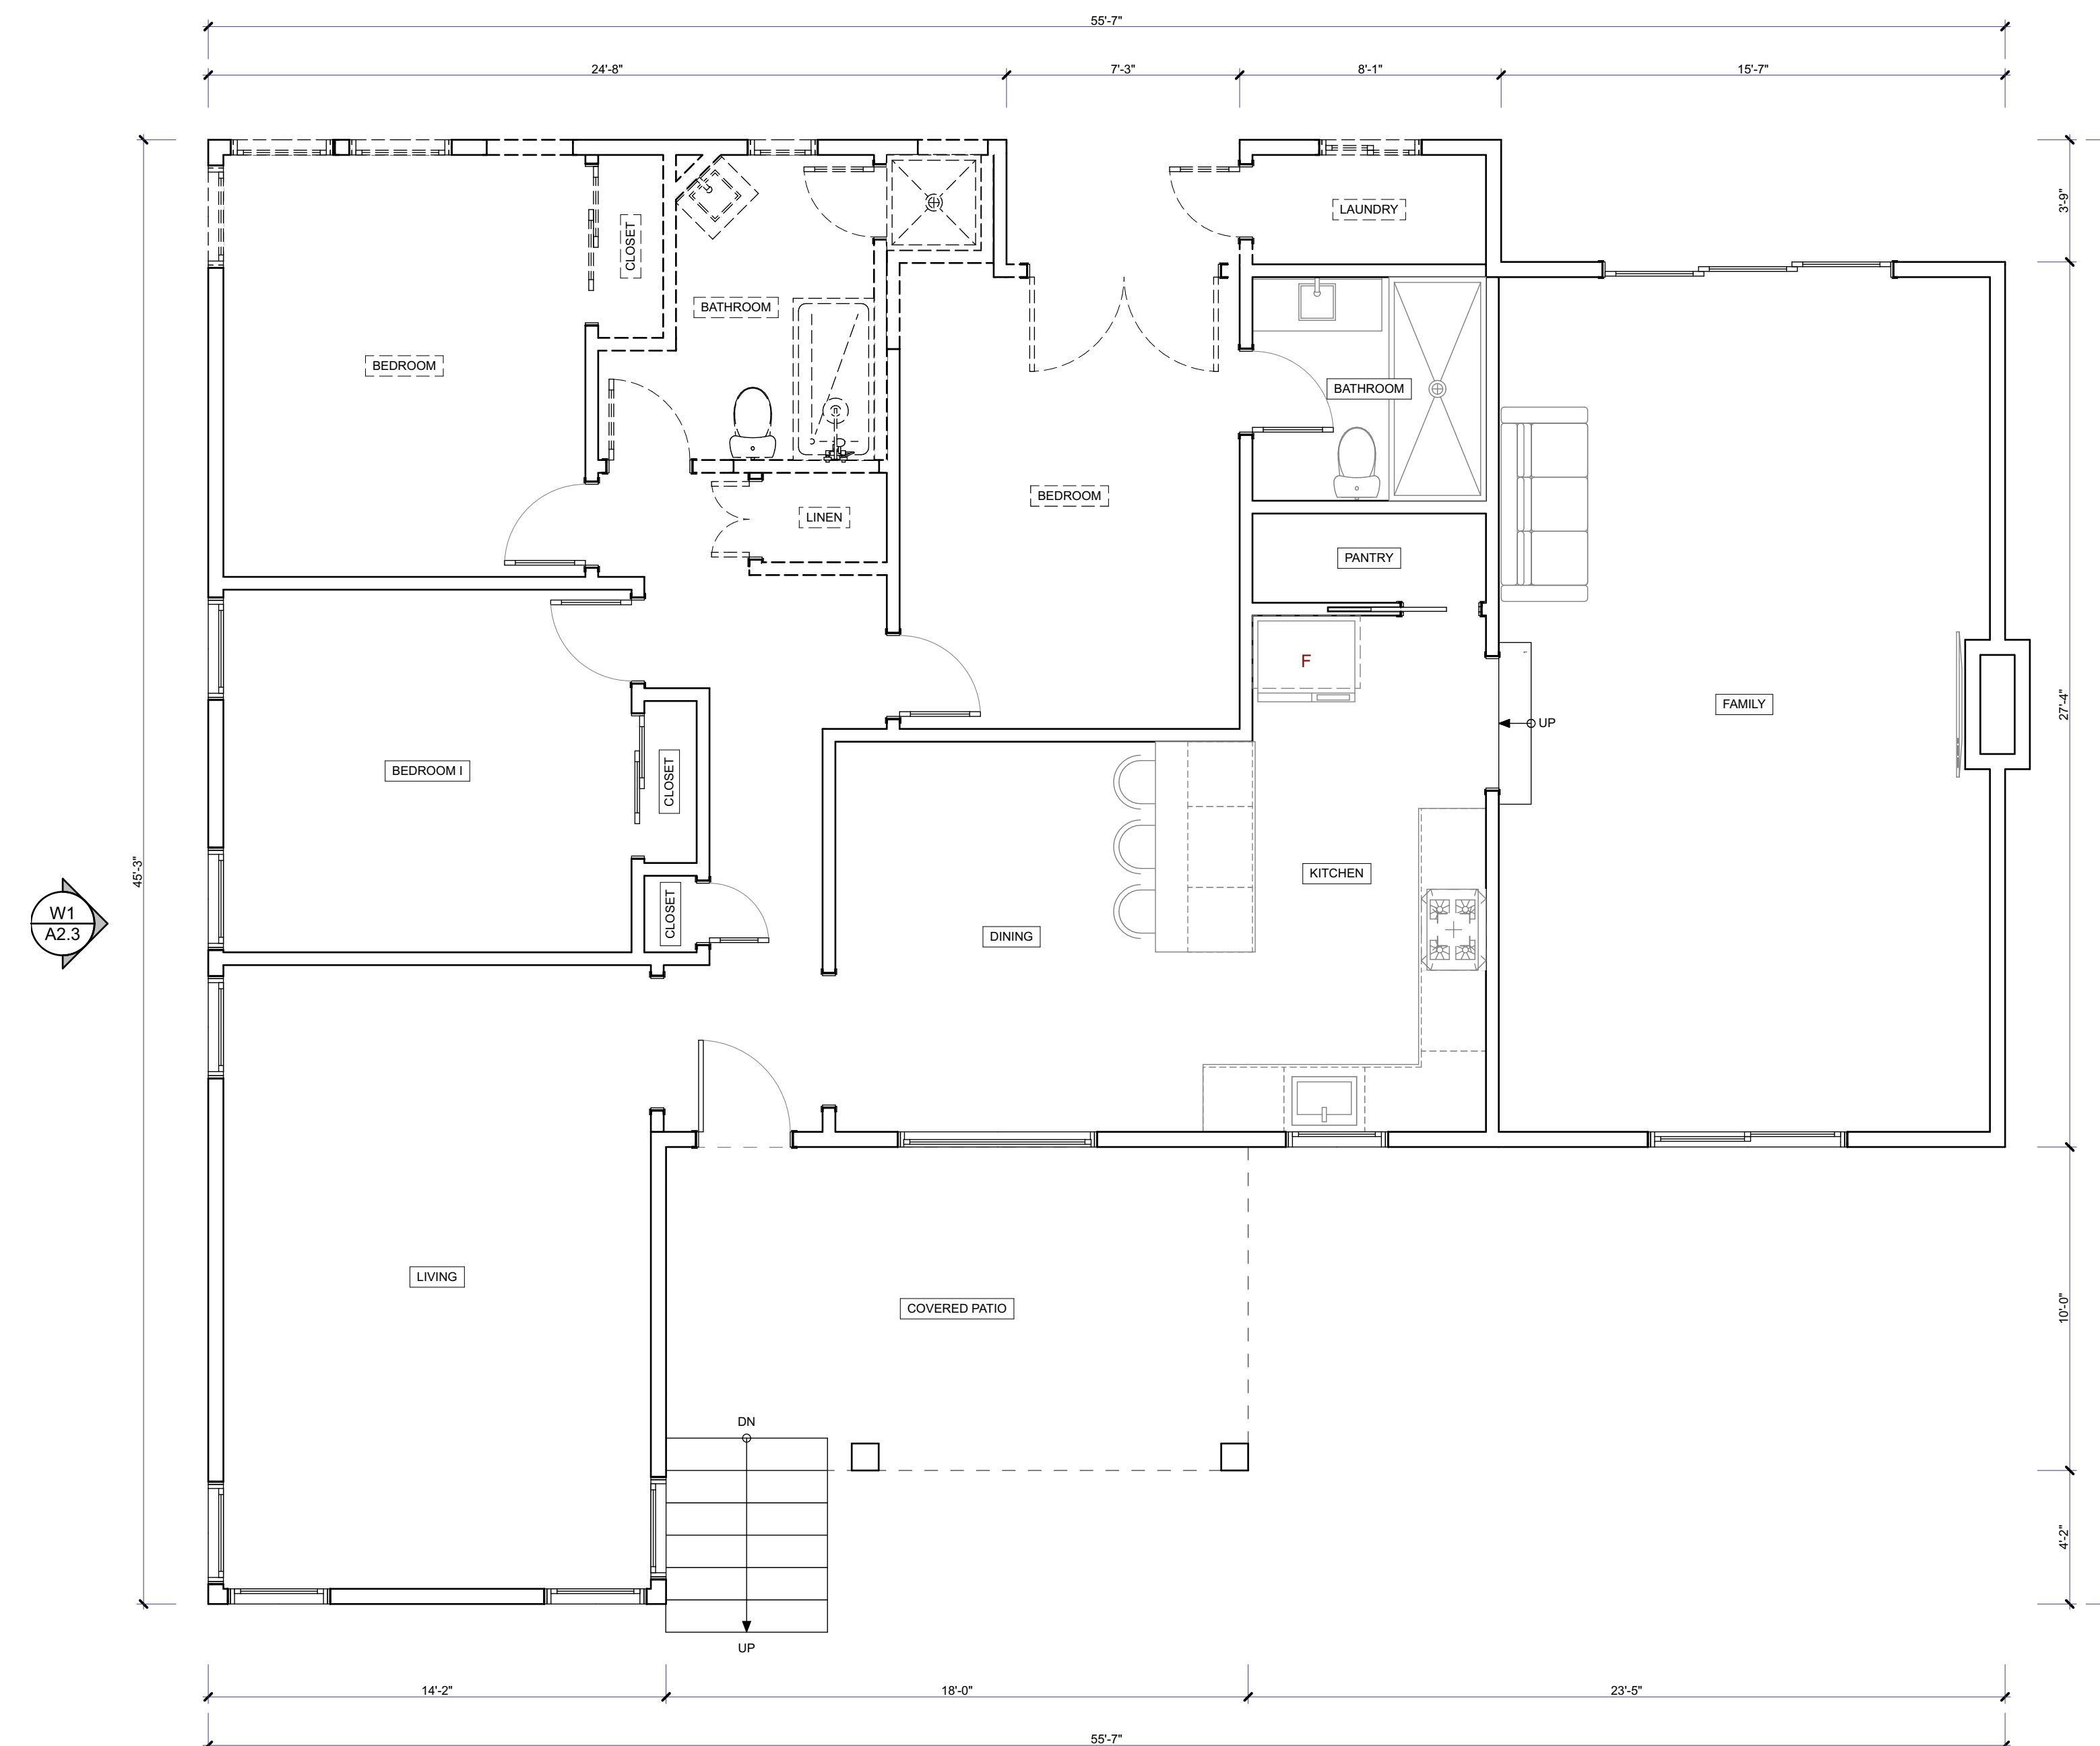 55'-7"
24'-8"
7'-3"
8'-1"
15'-7"
3'-9"
LAUNDRY
CLOSET
BATHROOM
BEDROOM
BATHROOM
BEDROOM
LINEN
PANTRY
F
FAMILY
27'-4"
UP
BEDROOM I
CLOSET
KITCHEN
45'-3"
CLOSET
W1
A2.3
DINING
LIVING
COVERED PATIO
10'-0"
DN
4'-2"
UP
14'-2"
18'-0"
23'-5"
55'-7"